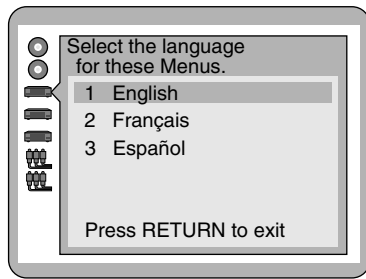 Select the language
for these Menus.
1 English
2 Français
3 Español
Press RETURN to exit